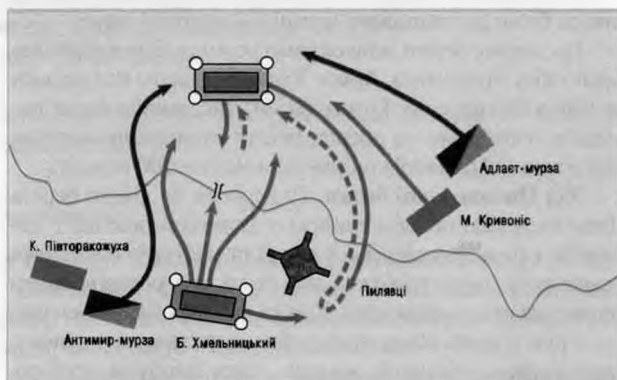 Адлаєт-мурза
М. Кривоніс
К. Півторакожуха
Пилявці
Антимир-мурза
Б. Хмельницький